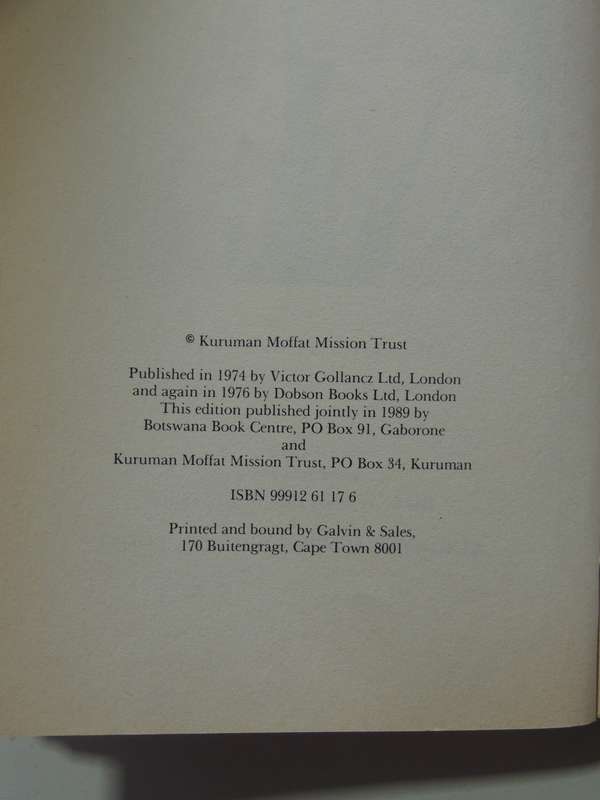 © Kuruman Moffat Mission Trust
Published in 1974 by Victor Gollancz Ltd, London
and again in 1976 by Dobson Books Ltd, London
This edition published jointly in 1989 by
Botswana Book Centre, PO Box 91, Gaborone
and
Kuruman Moffat Mission Trust, PO Box 34, Kuruman
ISBN 99912 61 17 6
Printed and bound by Galvin & Sales,
170 Buitengragt, Cape Town 8001